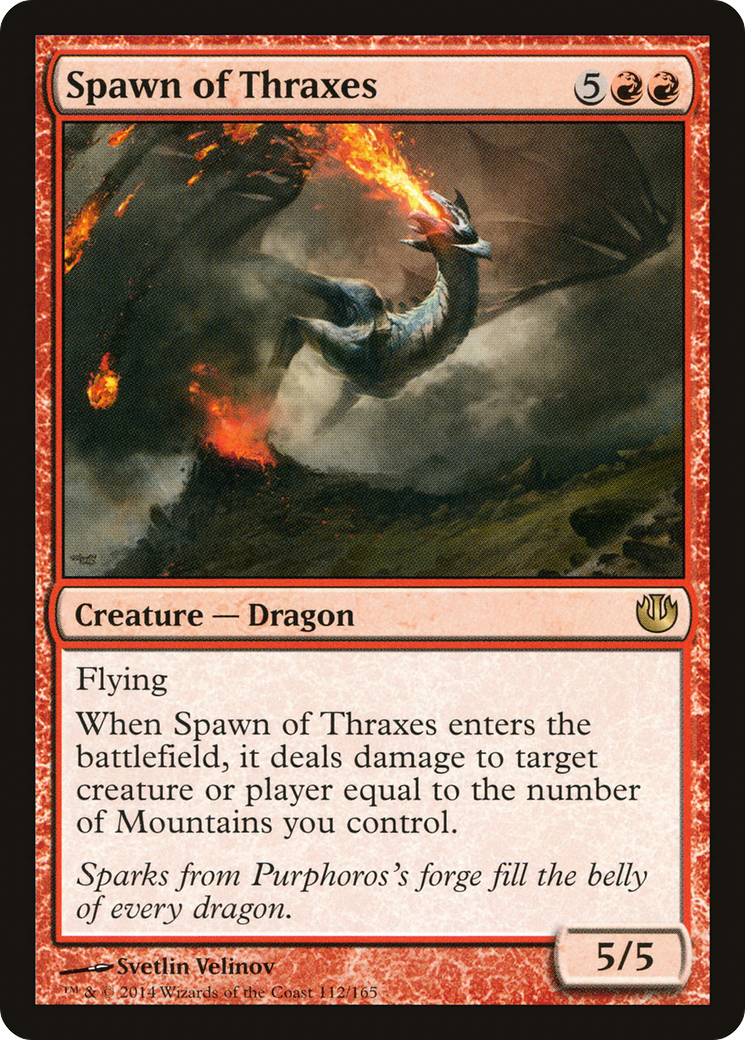 Spawn of Thraxes 5
Creature — Dragon
Flying
When Spawn of Thraxes enters the
battlefield, it deals damage to target
creature or player equal to the number
of Mountains you control.
Sparks from Purphoros's forge fill the belly
of every dragon.
5/5
Svetlin Velinov
™ & © 2014 Wizards of the Coast 112/165